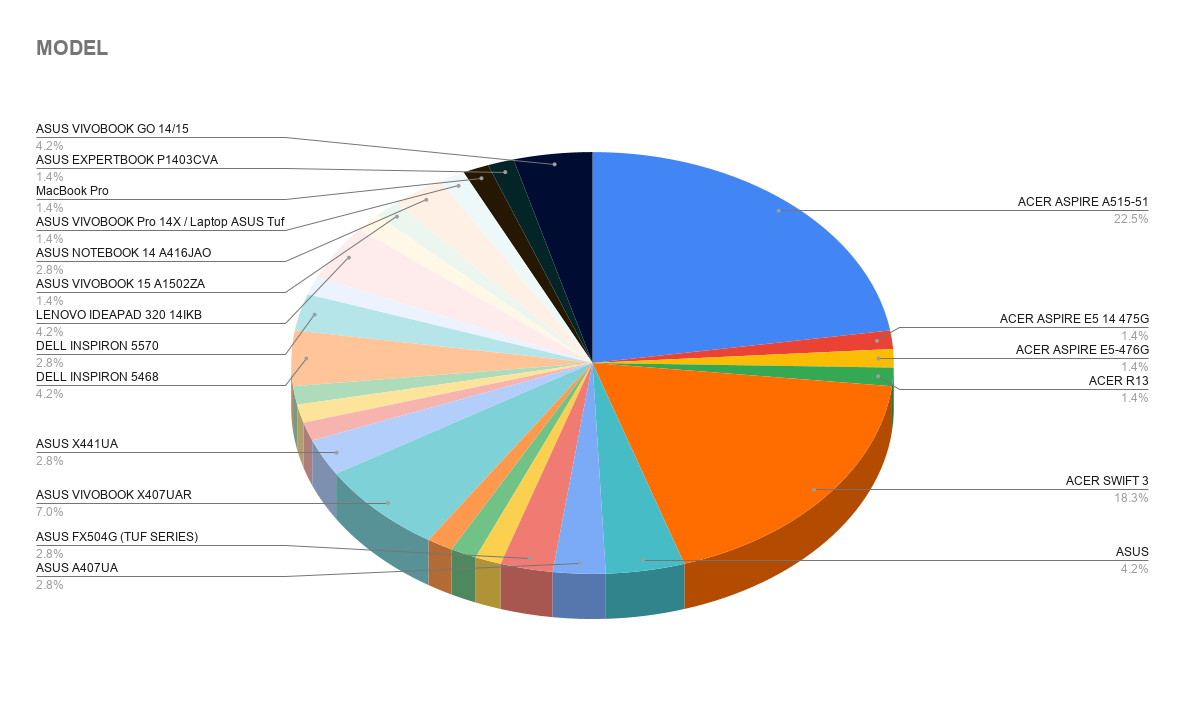 MODEL
ASUS VIVOBOOK GO 14/15
4.2%
ASUS EXPERTBOOK P1403CVA
1.4%
MacBook Pro
1.4%
ASUS VIVOBOOK Pro 14X / Laptop ASUS Tuf
1.4%
ASUS NOTEBOOK 14 A416JAO
2.8%
ASUS VIVOBOOK 15 A1502ZA
1.4%
LENOVO IDEAPAD 320 14IKB
4.2%
DELL INSPIRON 5570
2.8%
DELL INSPIRON 5468
4.2%
ASUS X441UA
2.8%
ASUS VIVOBOOK X407UAR
7.0%
ASUS FX504G (TUF SERIES)
2.8%
ASUS A407UA
2.8%
ACER ASPIRE A515-51
22.5%
ACER ASPIRE E5 14 475G
1.4%
ACER ASPIRE E5-476G
1.4%
ACER R13
1.4%
ACER SWIFT 3
18.3%
ASUS
4.2%